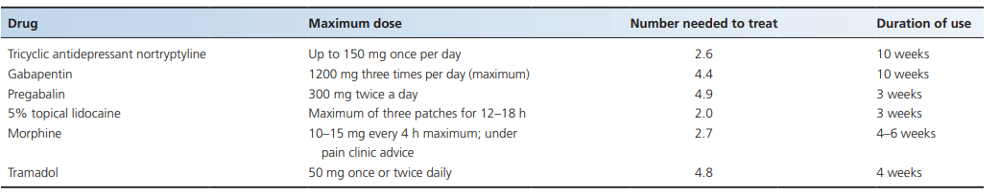 Drug Maximum dose Number needed to treat Duration of use
Tricyclic antidepressant nortryptyline Up to 150 mg once per day 2.6 10 weeks
Gabapentin 1200 mg three times per day (maximum) 4.4 10 weeks
Pregabalin 300 mg twice a day 4.9 3 weeks
5% topical lidocaine Maximum of three patches for 12–18 h 2.0 3 weeks
Morphine 10–15 mg every 4 h maximum; under 2.7 4–6 weeks
pain clinic advice
Tramadol 50 mg once or twice daily 4.8 4 weeks